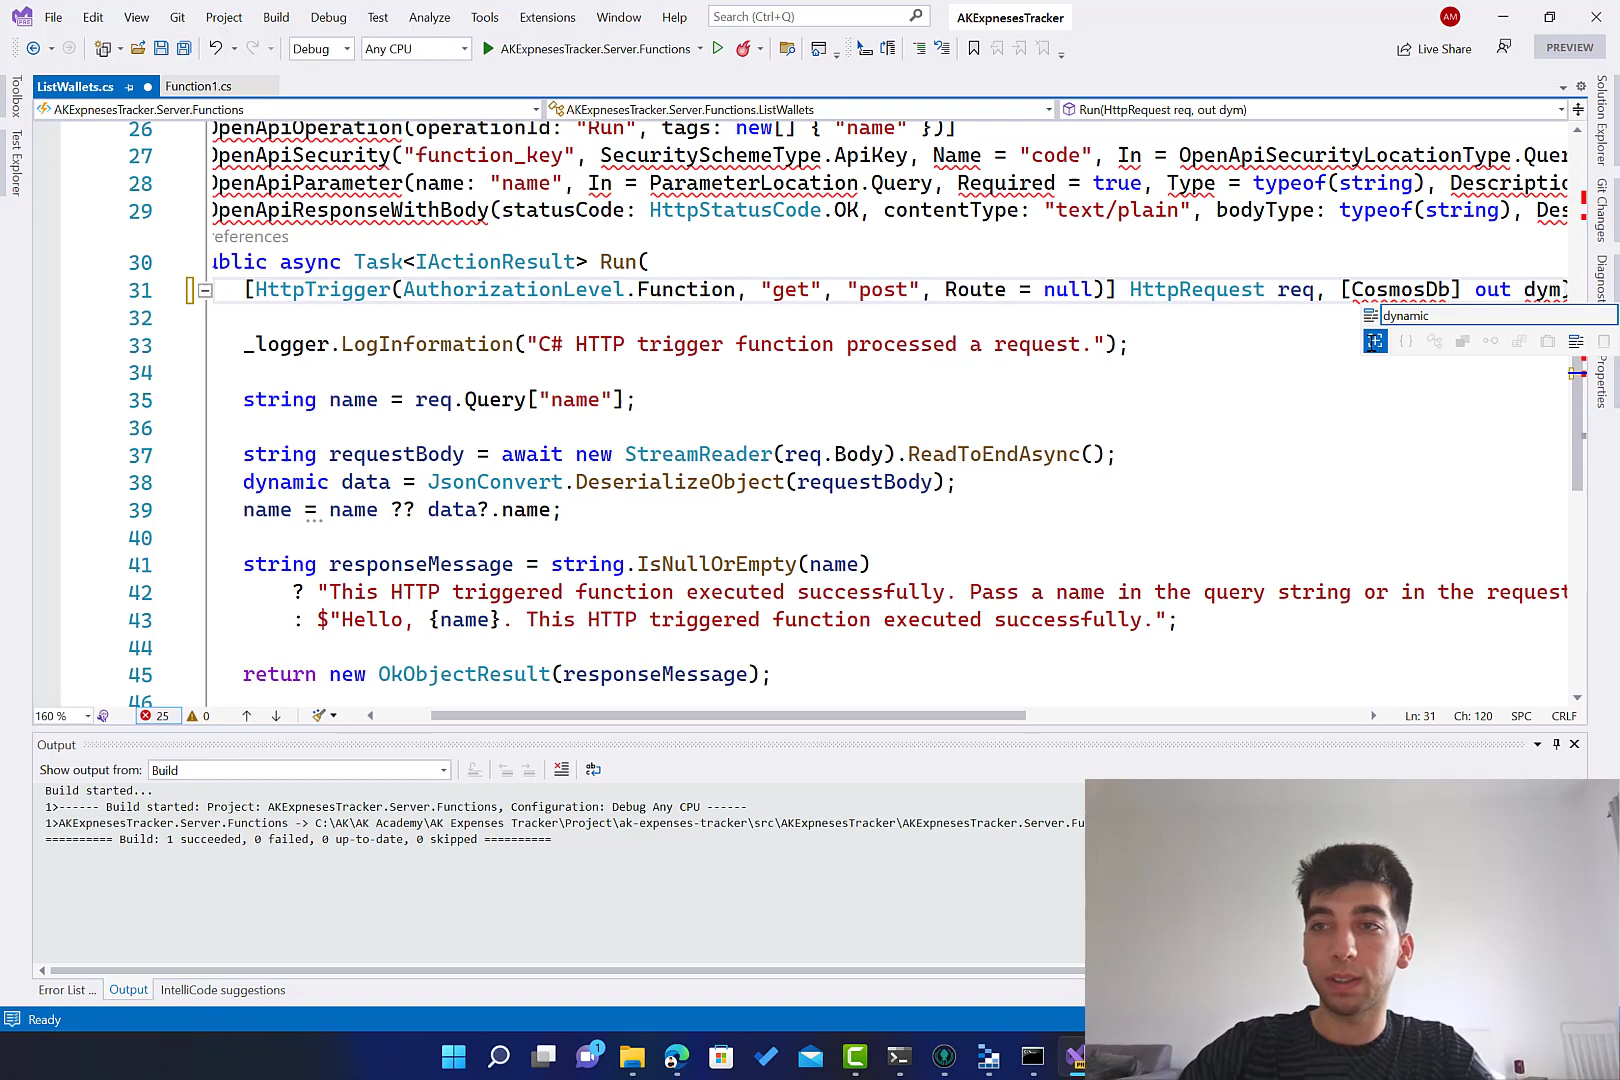 File Edit View Git Project Build Debug Test Analyze Tools Extensions Window Help Search (Ctrl+Q) AKExpnesesTracker AM
Debug Any CPU AKExpnesesTracker.Server.Functions Live Share PREVIEW
ListWallets.cs Function1.cs
AKExpnesesTracker.Server.Functions AKExpnesesTracker.Server.Functions.ListWallets Run(HttpRequest req, out dym)
Toolbox
Test Explorer
Solution Explorer
Git Changes
Diagnost
Properties
26 OpenApiOperation(operationId: "Run", tags: new[] { "name" })]
27 OpenApiSecurity("function_key", SecuritySchemeType.ApiKey, Name = "code", In = OpenApiSecurityLocationType.Quer
28 OpenApiParameter(name: "name", In = ParameterLocation.Query, Required = true, Type = typeof(string), Descriptio
29 OpenApiResponseWithBody(statusCode: HttpStatusCode.OK, contentType: "text/plain", bodyType: typeof(string), Des
references
30 ublic async Task<IActionResult> Run(
31 [HttpTrigger(AuthorizationLevel.Function, "get", "post", Route = null)] HttpRequest req, [CosmosDb] out dym)
dynamic
32
33 _logger.LogInformation("C# HTTP trigger function processed a request.");
34
35 string name = req.Query["name"];
36
37 string requestBody = await new StreamReader(req.Body).ReadToEndAsync();
38 dynamic data = JsonConvert.DeserializeObject(requestBody);
39 name = name ?? data?.name;
40
41 string responseMessage = string.IsNullOrEmpty(name)
42 ? "This HTTP triggered function executed successfully. Pass a name in the query string or in the request
43 : $"Hello, {name}. This HTTP triggered function executed successfully.";
44
45 return new OkObjectResult(responseMessage);
46
160 % 25 0 Ln: 31 Ch: 120 SPC CRLF
Output
Show output from: Build
Build started...
1>------ Build started: Project: AKExpnesesTracker.Server.Functions, Configuration: Debug Any CPU ------
1>AKExpnesesTracker.Server.Functions -> C:\AK\AK Academy\AK Expenses Tracker\Project\ak-expenses-tracker\src\AKExpnesesTracker\AKExpnesesTracker.Server.Fu
========== Build: 1 succeeded, 0 failed, 0 up-to-date, 0 skipped ==========
Error List ... Output IntelliCode suggestions
Ready
1